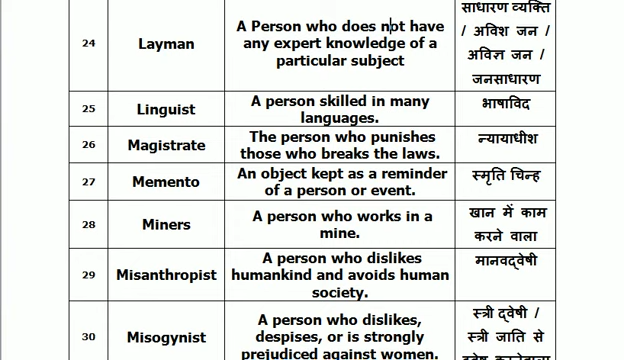 साधारण व्यक्ति
24 Layman A Person who does not have / अविश जन /
any expert knowledge of a अविज्ञ जन /
particular subject जनसाधारण
25 Linguist A person skilled in many भाषाविद
languages.
26 Magistrate The person who punishes न्यायाधीश
those who breaks the laws.
27 Memento An object kept as a reminder स्मृति चिन्ह
of a person or event.
28 Miners A person who works in a खान में काम
mine. करने वाला
29 Misanthropist A person who dislikes मानवद्वेषी
humankind and avoids human
society.
30 Misogynist A person who dislikes, स्त्री द्वेषी /
despises, or is strongly स्त्री जाति से
prejudiced against women.